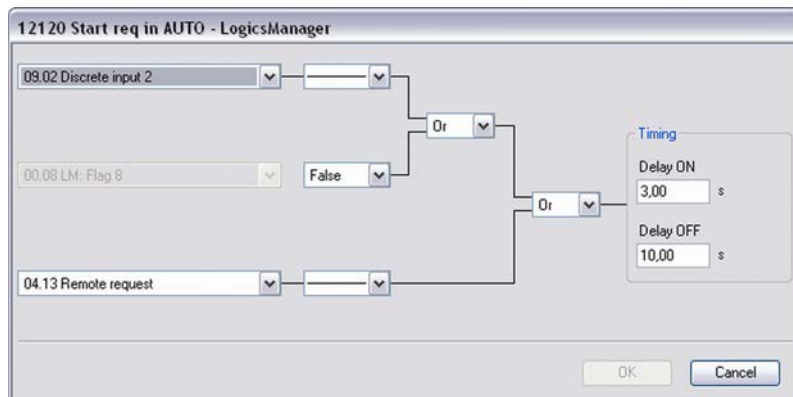 12120 Start req in AUTO - LogicsManager
09.02 Discrete input 2
Or
Timing
Delay ON
00.08 LM: Flag 8
False
3,00 s
Or
Delay OFF
10,00 s
04.13 Remote request
OK
Cancel